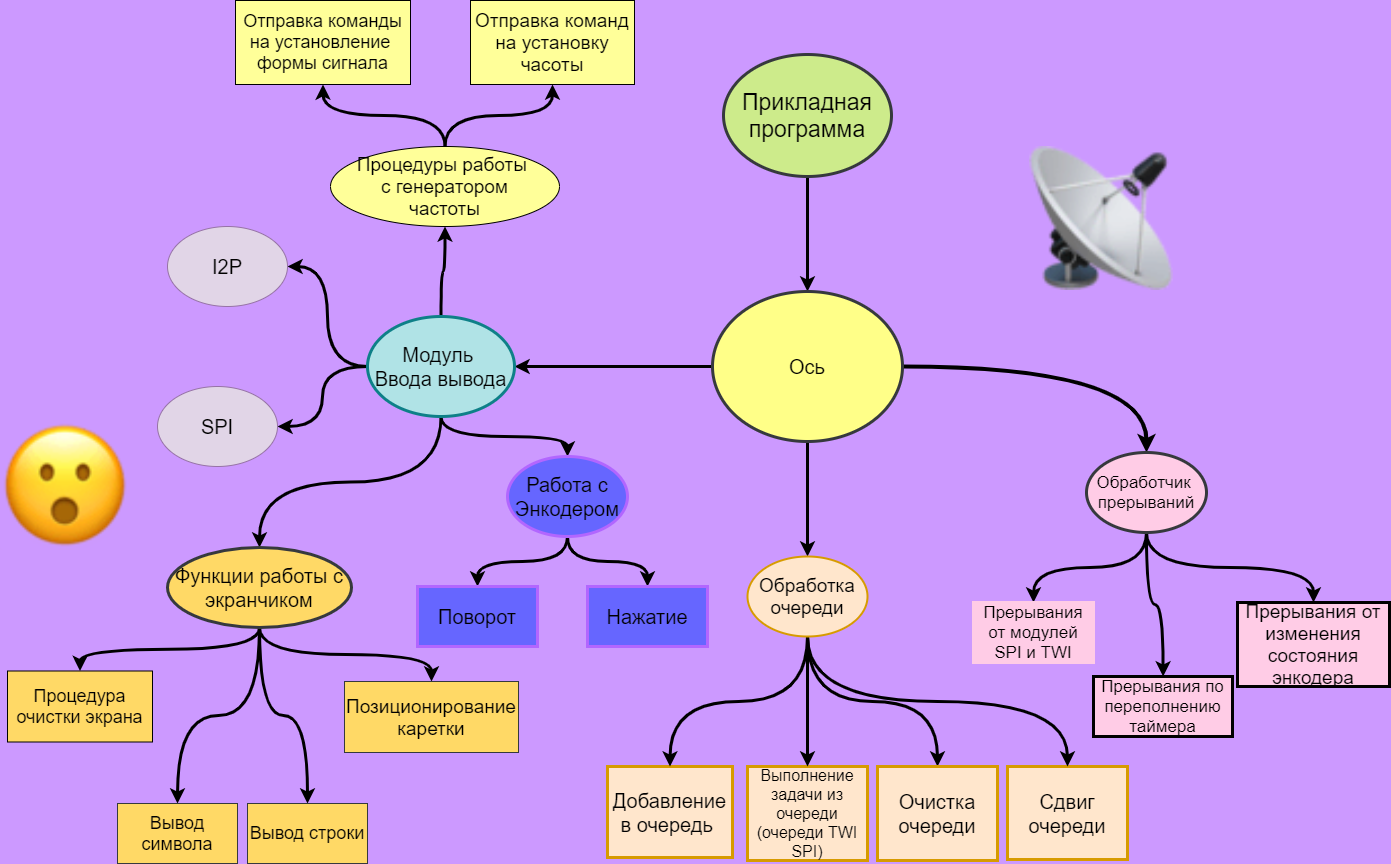 Отправка команды
на установление
формы сигнала
Отправка команд
на установку
часоты
Прикладная
программа
Процедуры работы
с генератором
частоты
I2P
Модуль
Ввода вывода
Ось
SPI
Работа с
Энкодером
Обработчик
прерываний
Функции работы с
экранчиком
Поворот
Нажатие
Обработка
очереди
Прерывания
от модулей
SPI и TWI
Прерывания от
изменения
состояния
энкодера
Прерывания по
переполнению
таймера
Процедура
очистки экрана
Позиционирование
каретки
Вывод
символа
Вывод строки
Добавление
в очередь
Выполнение
задачи из
очереди
(очереди TWI
SPI)
Очистка
очереди
Сдвиг
очереди